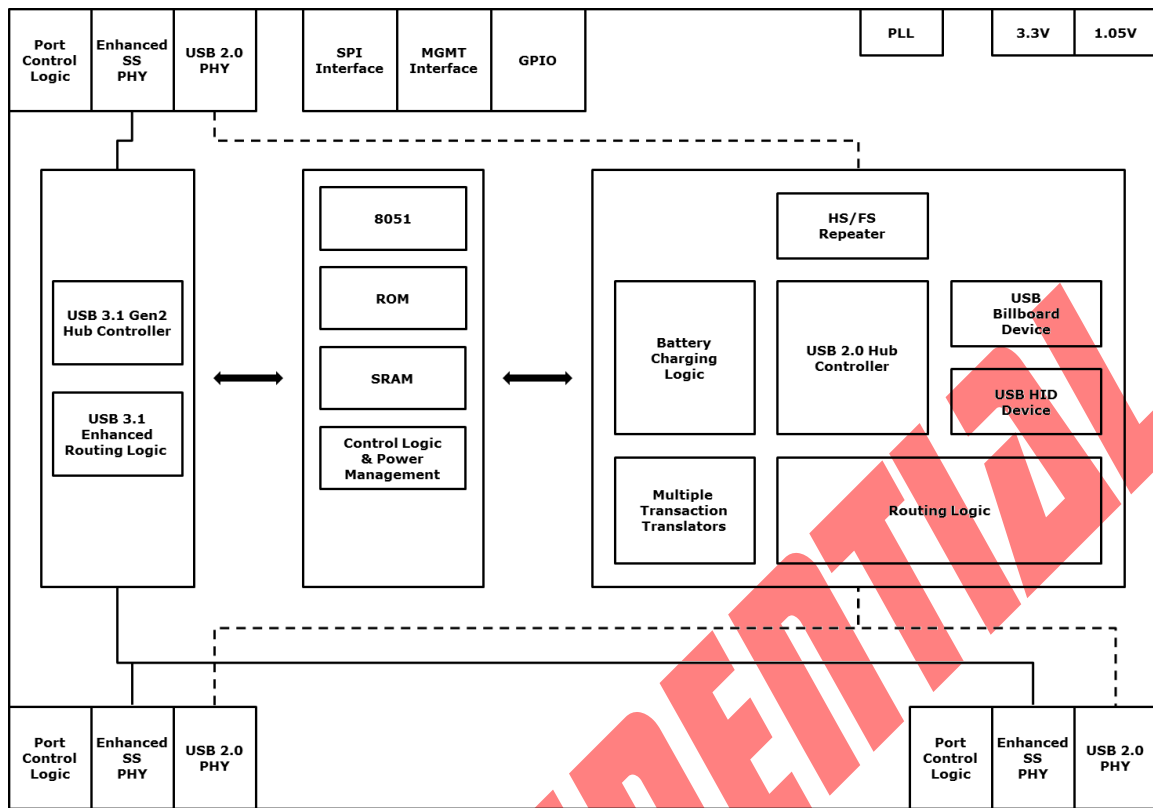 Port
Control
Logic
Enhanced
SS
PHY
USB 2.0
PHY
SPI
Interface
MGMT
Interface
GPIO
PLL
3.3V
1.05V
8051
ROM
SRAM
Control Logic
& Power
Management
USB 3.1 Gen2
Hub Controller
USB 3.1
Enhanced
Routing Logic
HS/FS
Repeater
Battery
Charging
Logic
USB 2.0 Hub
Controller
USB
Billboard
Device
USB HID
Device
Multiple
Transaction
Translators
Routing Logic
Port
Control
Logic
Enhanced
SS
PHY
USB 2.0
PHY
Port
Control
Logic
Enhanced
SS
PHY
USB 2.0
PHY